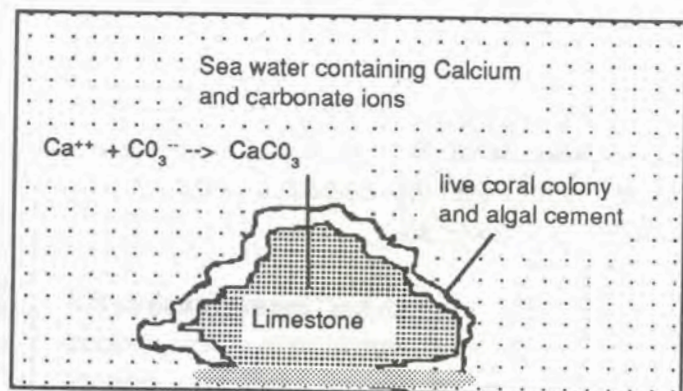 Sea water containing Calcium
and carbonate ions
Ca⁺⁺ + C0₃⁻⁻ --> CaC0₃
live coral colony
and algal cement
Limestone